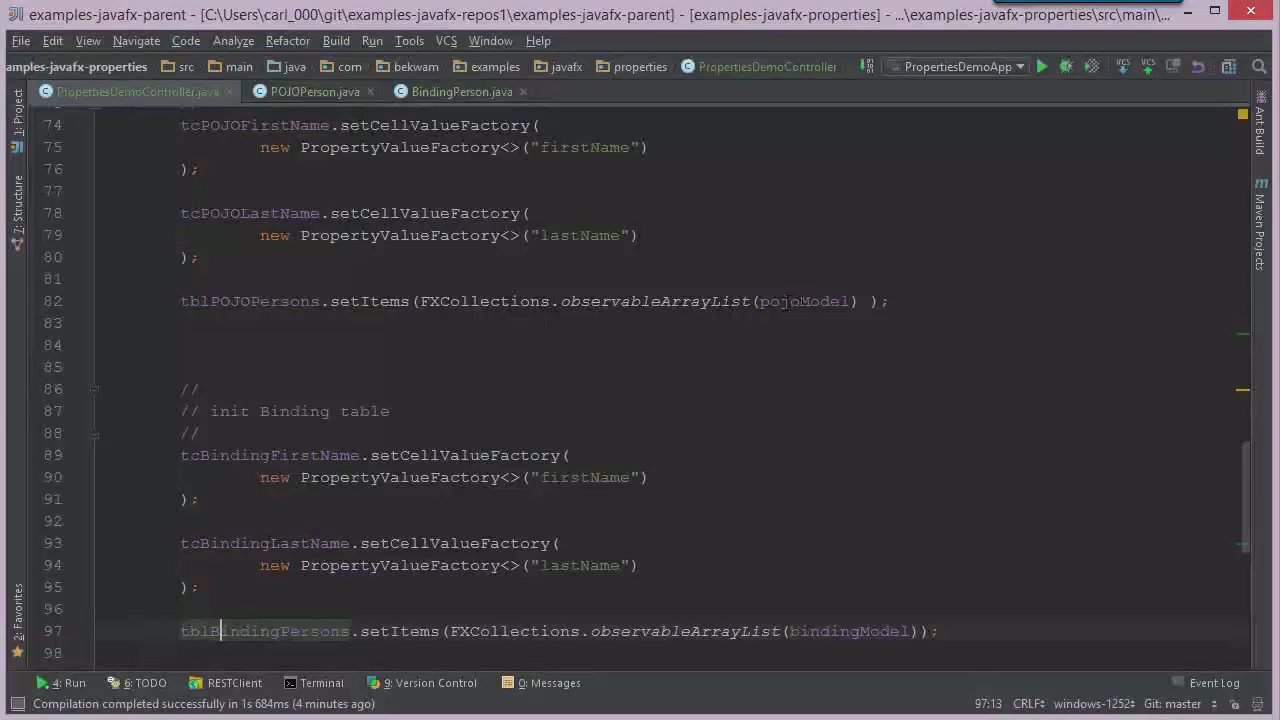 examples-javafx-parent - [C:\Users\carl_000\git\examples-javafx-repos1\examples-javafx-parent] - [examples-javafx-properties] - ...\examples-javafx-properties\src\main\...
File Edit View Navigate Code Analyze Refactor Build Run Tools VCS Window Help
amples-javafx-properties src main java com bekwam examples javafx properties PropertiesDemoController PropertiesDemoApp VCS VCS
PropertiesDemoController.java POJOPerson.java BindingPerson.java
1: Project
7: Structure
2: Favorites
Ant Build
Maven Projects
74 tcPOJOFirstName.setCellValueFactory(
75 new PropertyValueFactory<>("firstName")
76 );
77
78 tcPOJOLastName.setCellValueFactory(
79 new PropertyValueFactory<>("lastName")
80 );
81
82 tblPOJOPersons.setItems(FXCollections.observableArrayList(pojoModel) );
83
84
85
86 //
87 // init Binding table
88 //
89 tcBindingFirstName.setCellValueFactory(
90 new PropertyValueFactory<>("firstName")
91 );
92
93 tcBindingLastName.setCellValueFactory(
94 new PropertyValueFactory<>("lastName")
95 );
96
97 tblBindingPersons.setItems(FXCollections.observableArrayList(bindingModel));
98
4: Run 6: TODO RESTClient Terminal 9: Version Control 0: Messages Event Log
Compilation completed successfully in 1s 684ms (4 minutes ago) 97:13 CRLF windows-1252 Git: master